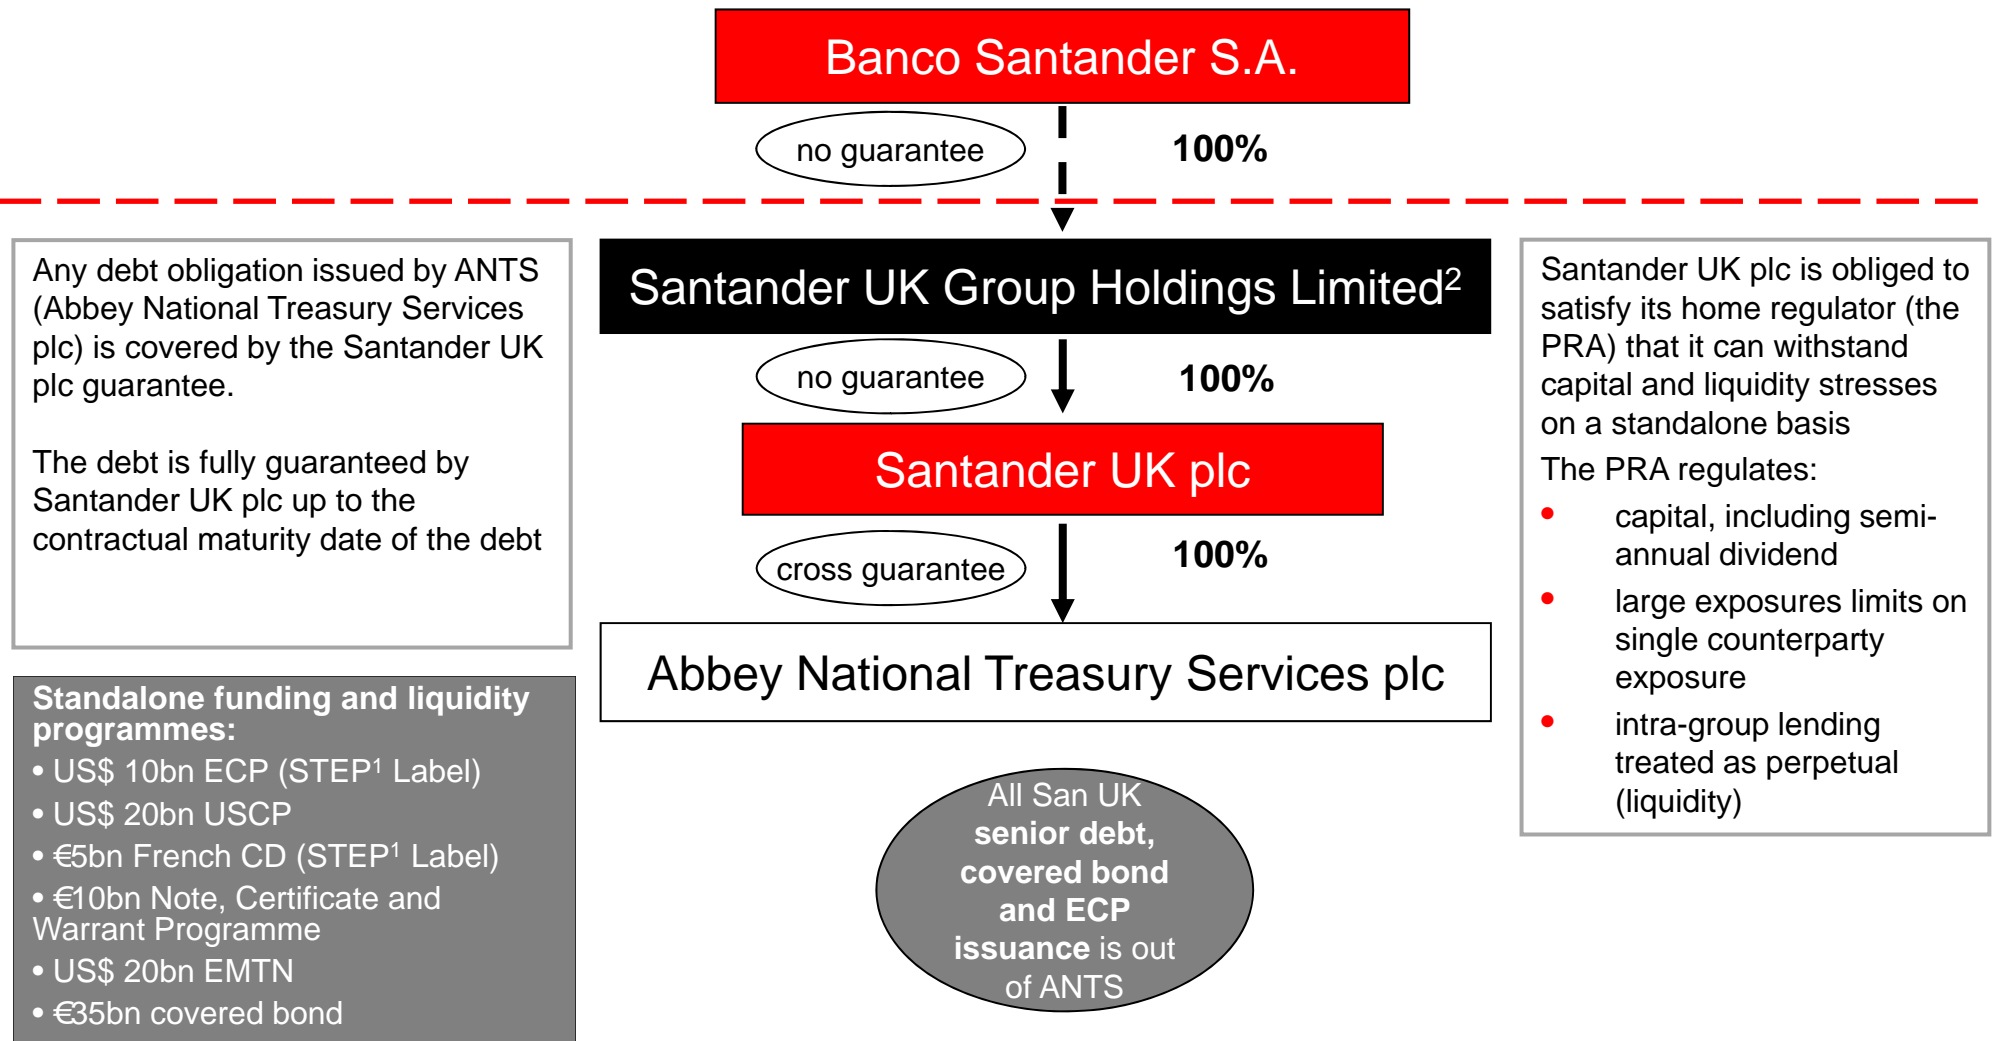 Banco Santander S.A.
no guarantee
100%
Any debt obligation issued by ANTS
(Abbey National Treasury Services
plc) is covered by the Santander UK
plc guarantee.
The debt is fully guaranteed by
Santander UK plc up to the
contractual maturity date of the debt
Santander UK Group Holdings Limited²
no guarantee
100%
Santander UK plc
cross guarantee
100%
Abbey National Treasury Services plc
Santander UK plc is obliged to
satisfy its home regulator (the
PRA) that it can withstand
capital and liquidity stresses
on a standalone basis
The PRA regulates:
• capital, including semi-
annual dividend
• large exposures limits on
single counterparty
exposure
• intra-group lending
treated as perpetual
(liquidity)
Standalone funding and liquidity
programmes:
• US$ 10bn ECP (STEP¹ Label)
• US$ 20bn USCP
• €5bn French CD (STEP¹ Label)
• €10bn Note, Certificate and
Warrant Programme
• US$ 20bn EMTN
• €35bn covered bond
All San UK
senior debt,
covered bond
and ECP
issuance is out
of ANTS